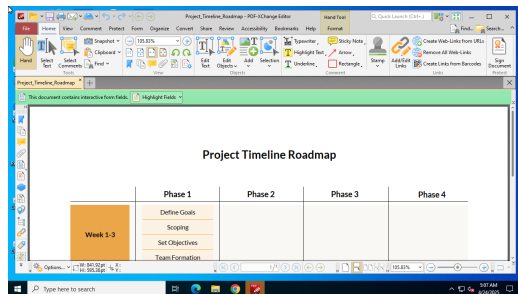 Project_Timeline_Roadmap - PDF-XChange Editor
Hand Tool
Quick Launch (Ctrl+.)
File Home View Comment Protect Form Organize Convert Share Review Accessibility Bookmarks Help Format Find... Search...
Hand
Select Text
Select Comments
Snapshot
Clipboard
Find
105.83%
Edit Text
Edit Objects
Add
Selection
Typewriter
Highlight Text
Underline
Sticky Note
Arrow
Rectangle
Stamp
Add/Edit Links
Create Web-Links from URLs
Remove All Web-Links
Create Links from Barcodes
Sign Document
Tools View Objects Comment Links Protect
Project_Timeline_Roadmap
This document contains interactive form fields. Highlight Fields
Project Timeline Roadmap
Phase 1 Phase 2 Phase 3 Phase 4
Week 1-3
Define Goals
Scoping
Set Objectives
Team Formation
Options...
W: 841.92pt X:
H: 595.38pt Y:
1/1
105.83%
Type here to search
5:07 AM
4/24/2025